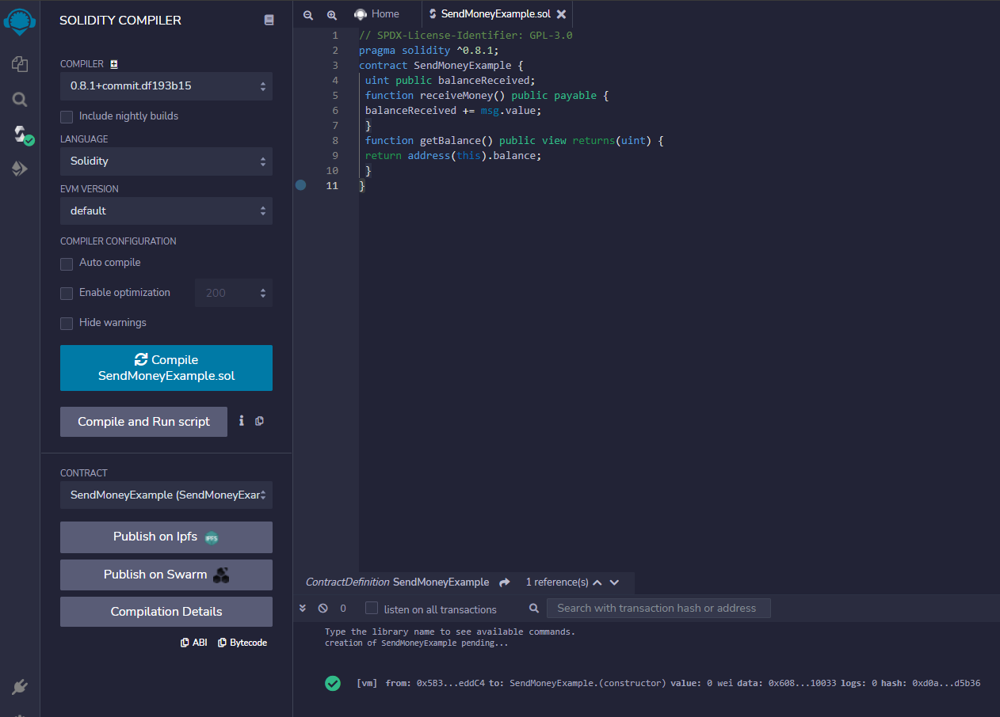 SOLIDITY COMPILER
COMPILER
0.8.1+commit.df193b15
Include nightly builds
LANGUAGE
Solidity
EVM VERSION
default
COMPILER CONFIGURATION
Auto compile
Enable optimization
200
Hide warnings
Compile
SendMoneyExample.sol
Compile and Run script
CONTRACT
SendMoneyExample (SendMoneyExar
Publish on Ipfs
IPFS
Publish on Swarm
Compilation Details
ABI
Bytecode
Home
SendMoneyExample.sol
1 // SPDX-License-Identifier: GPL-3.0
2 pragma solidity ^0.8.1;
3 contract SendMoneyExample {
4 uint public balanceReceived;
5 function receiveMoney() public payable {
6 balanceReceived += msg.value;
7 }
8 function getBalance() public view returns(uint) {
9 return address(this).balance;
10 }
11 }
ContractDefinition SendMoneyExample 1 reference(s)
0 listen on all transactions Search with transaction hash or address
Type the library name to see available commands.
creation of SendMoneyExample pending...
[vm] from: 0x5B3...eddC4 to: SendMoneyExample.(constructor) value: 0 wei data: 0x608...10033 logs: 0 hash: 0xd0a...d5b36